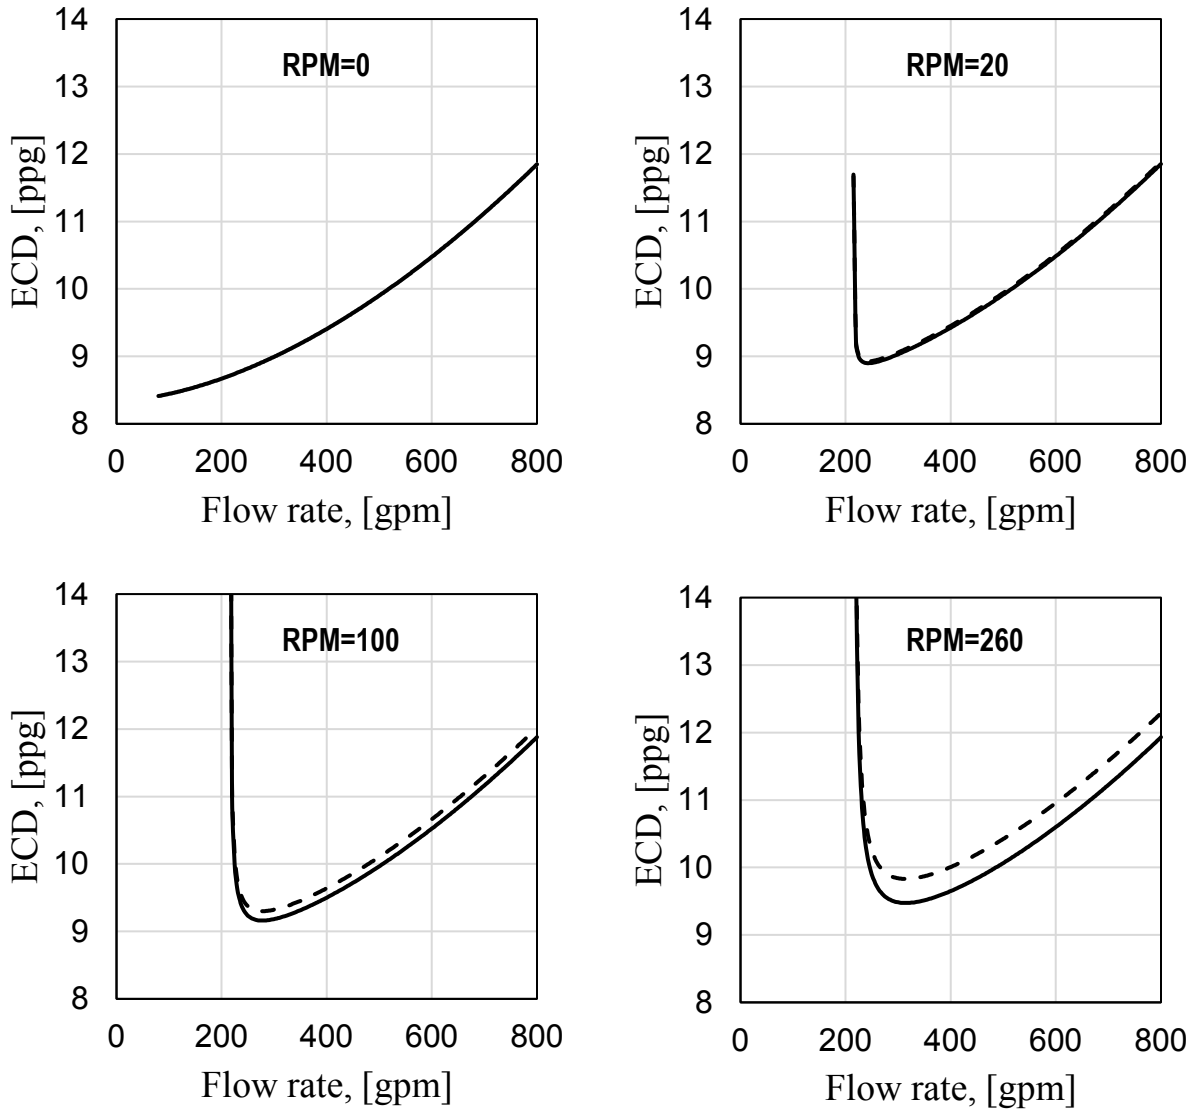 RPM=0
14
13
12
11
10
9
8
ECD, [ppg]
0 200 400 600 800
Flow rate, [gpm]
RPM=20
14
13
12
11
10
9
8
ECD, [ppg]
0 200 400 600 800
Flow rate, [gpm]
RPM=100
14
13
12
11
10
9
8
ECD, [ppg]
0 200 400 600 800
Flow rate, [gpm]
RPM=260
14
13
12
11
10
9
8
ECD, [ppg]
0 200 400 600 800
Flow rate, [gpm]